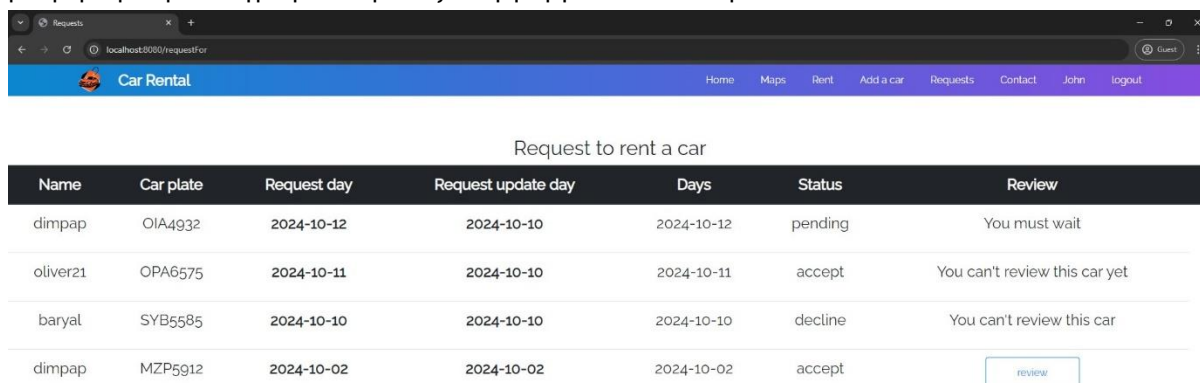 Requests
localhost:8080/requestFor
Guest
Car Rental
Home Maps Rent Add a car Requests Contact John logout
Request to rent a car
Name Car plate Request day Request update day Days Status Review
dimpap OIA4932 2024-10-12 2024-10-10 2024-10-12 pending You must wait
oliver21 OPA6575 2024-10-11 2024-10-10 2024-10-11 accept You can't review this car yet
baryal SYB5585 2024-10-10 2024-10-10 2024-10-10 decline You can't review this car
dimpap MZP5912 2024-10-02 2024-10-02 2024-10-02 accept review